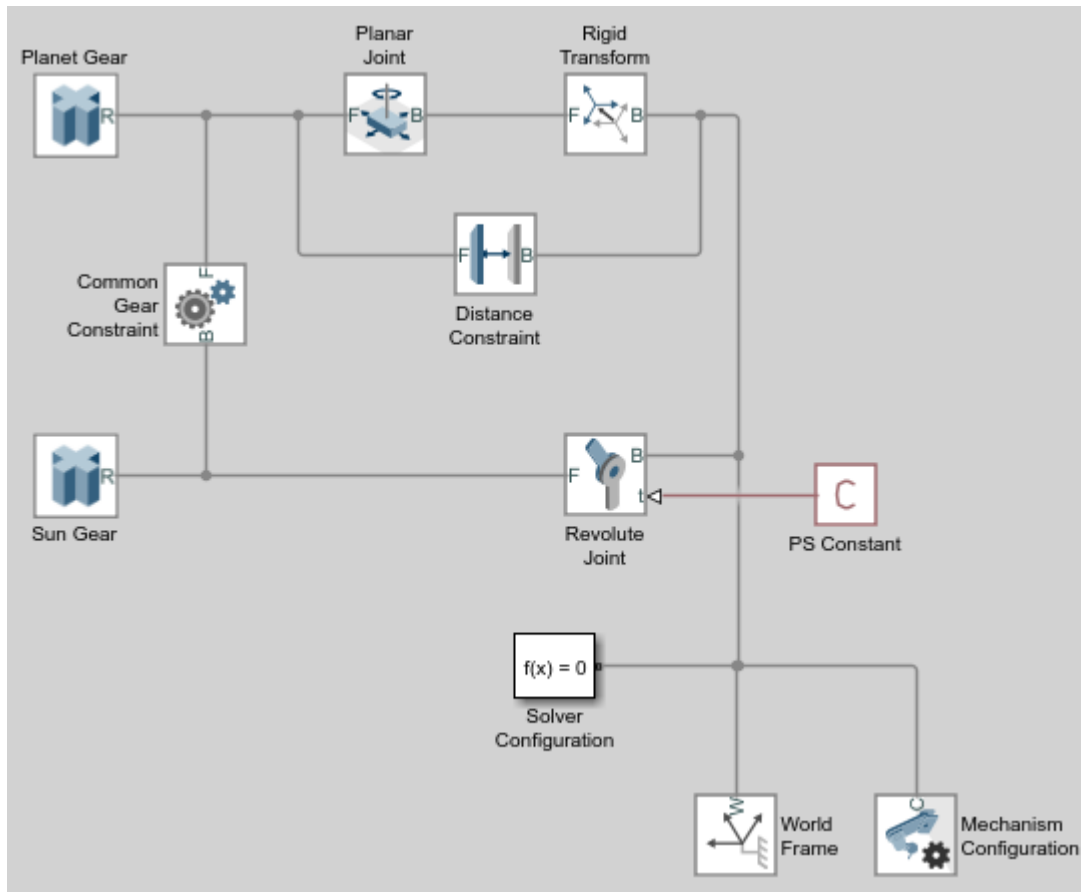 Planet Gear
R
Planar
Joint
F
B
Rigid
Transform
F
B
F
B
Distance
Constraint
Common
Gear
Constraint
F
B
R
Sun Gear
F
B
t
Revolute
Joint
C
PS Constant
f(x) = 0
Solver
Configuration
W
World
Frame
C
Mechanism
Configuration